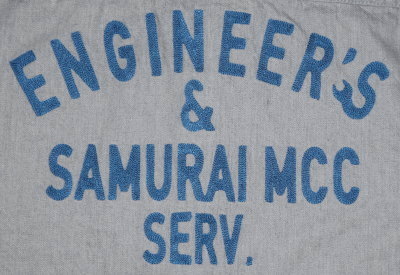 ENGINEER'S
&
SAMURAI MCC
SERV.